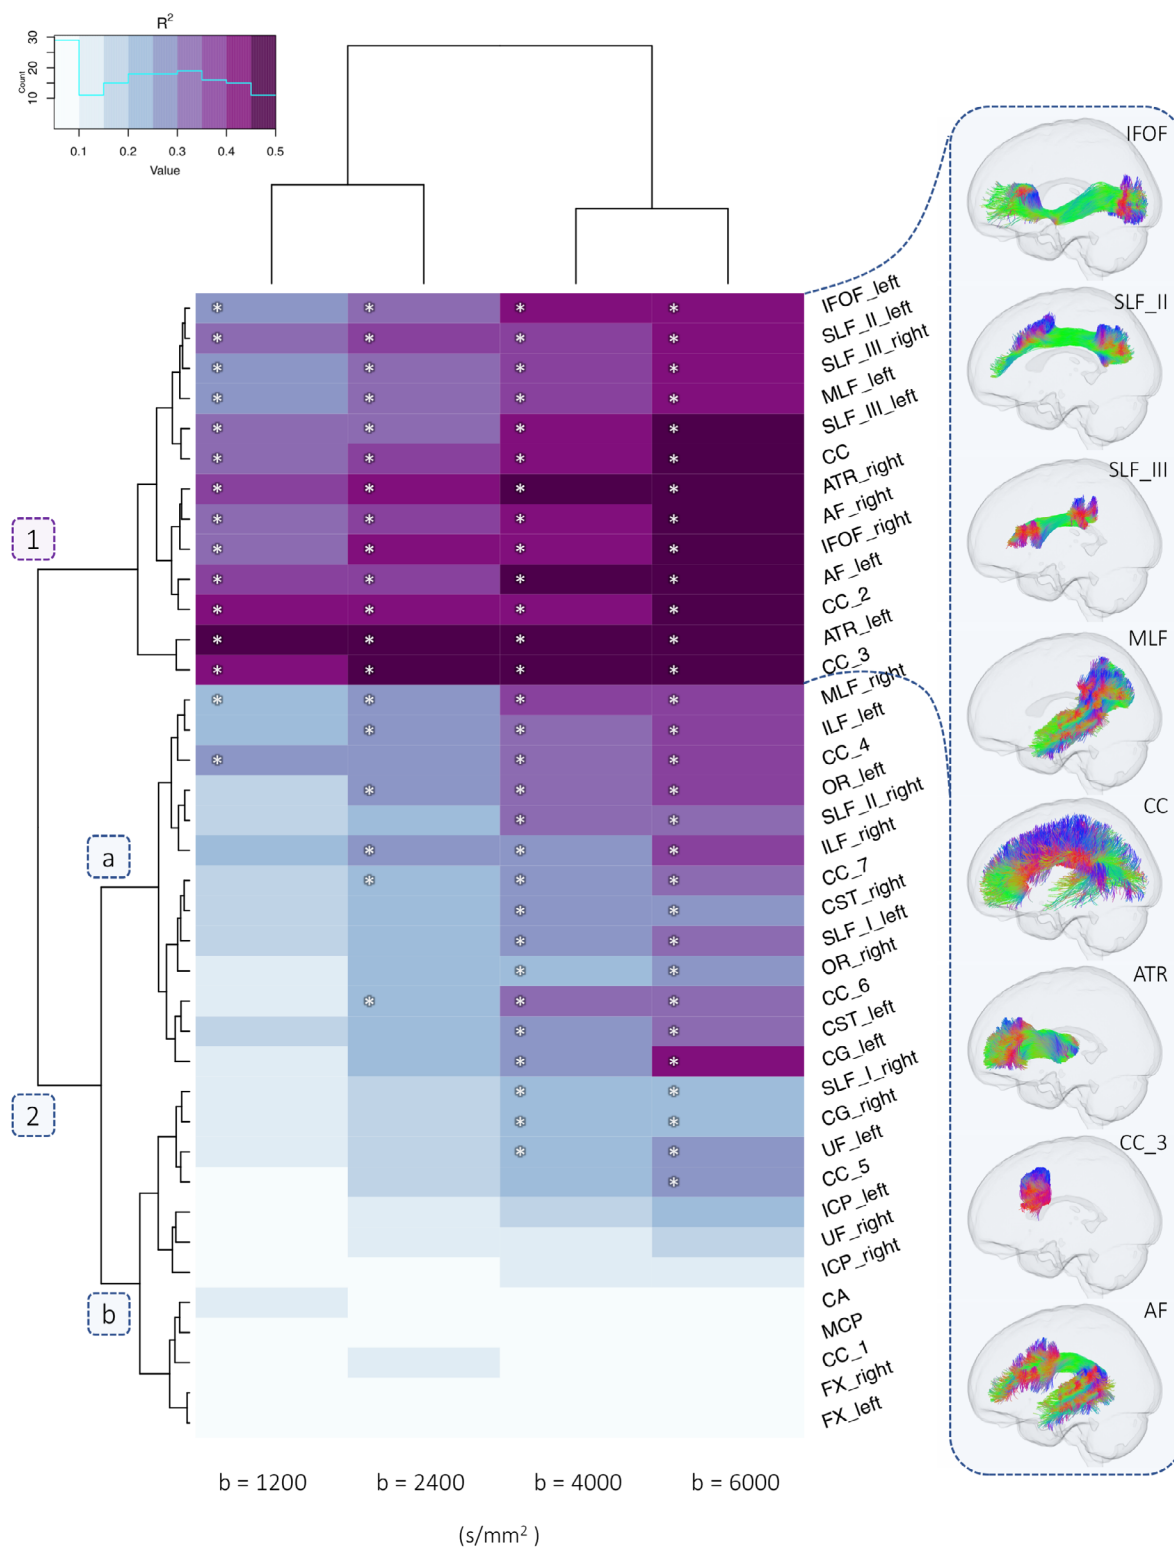 R²
Count
30
20
10
0.1 0.2 0.3 0.4 0.5
Value
IFOF_left
SLF_II_left
SLF_III_right
MLF_left
SLF_III_left
CC
ATR_right
AF_right
IFOF_right
AF_left
CC_2
ATR_left
CC_3
MLF_right
ILF_left
CC_4
OR_left
SLF_II_right
ILF_right
CC_7
CST_right
SLF_I_left
OR_right
CC_6
CST_left
CG_left
SLF_I_right
CG_right
UF_left
CC_5
ICP_left
UF_right
ICP_right
CA
MCP
CC_1
FX_right
FX_left
1
a
2
b
b = 1200 b = 2400 b = 4000 b = 6000
(s/mm² )
IFOF
SLF_II
SLF_III
MLF
CC
ATR
CC_3
AF